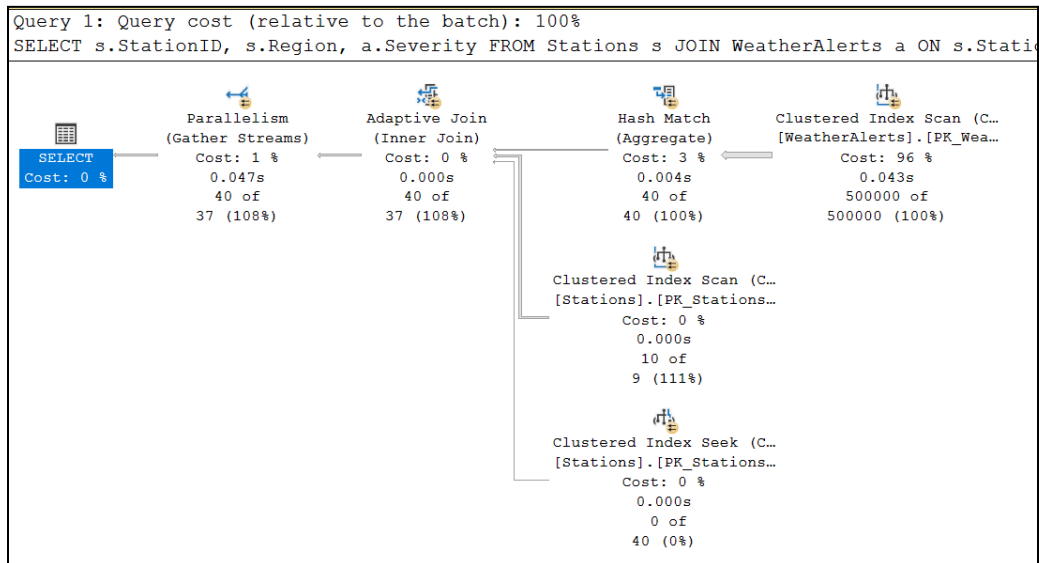 Query 1: Query cost (relative to the batch): 100%
SELECT s.StationID, s.Region, a.Severity FROM Stations s JOIN WeatherAlerts a ON s.Statio
SELECT
Cost: 0 %
Parallelism
(Gather Streams)
Cost: 1 %
0.047s
40 of
37 (108%)
Adaptive Join
(Inner Join)
Cost: 0 %
0.000s
40 of
37 (108%)
Hash Match
(Aggregate)
Cost: 3 %
0.004s
40 of
40 (100%)
Clustered Index Scan (C…
[WeatherAlerts].[PK_Wea…
Cost: 96 %
0.043s
500000 of
500000 (100%)
Clustered Index Scan (C…
[Stations].[PK_Stations…
Cost: 0 %
0.000s
10 of
9 (111%)
Clustered Index Seek (C…
[Stations].[PK_Stations…
Cost: 0 %
0.000s
0 of
40 (0%)